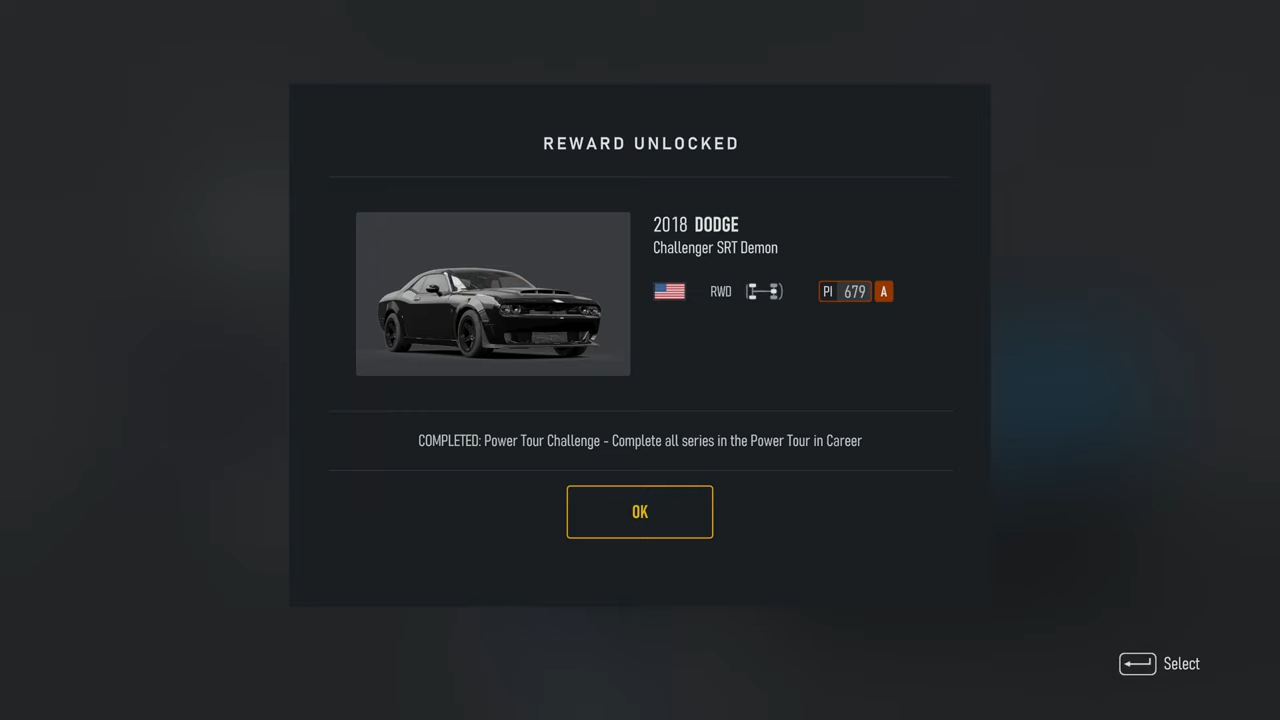 REWARD UNLOCKED
2018 DODGE
Challenger SRT Demon
RWD
PI 679 A
COMPLETED: Power Tour Challenge - Complete all series in the Power Tour in Career
OK
Select